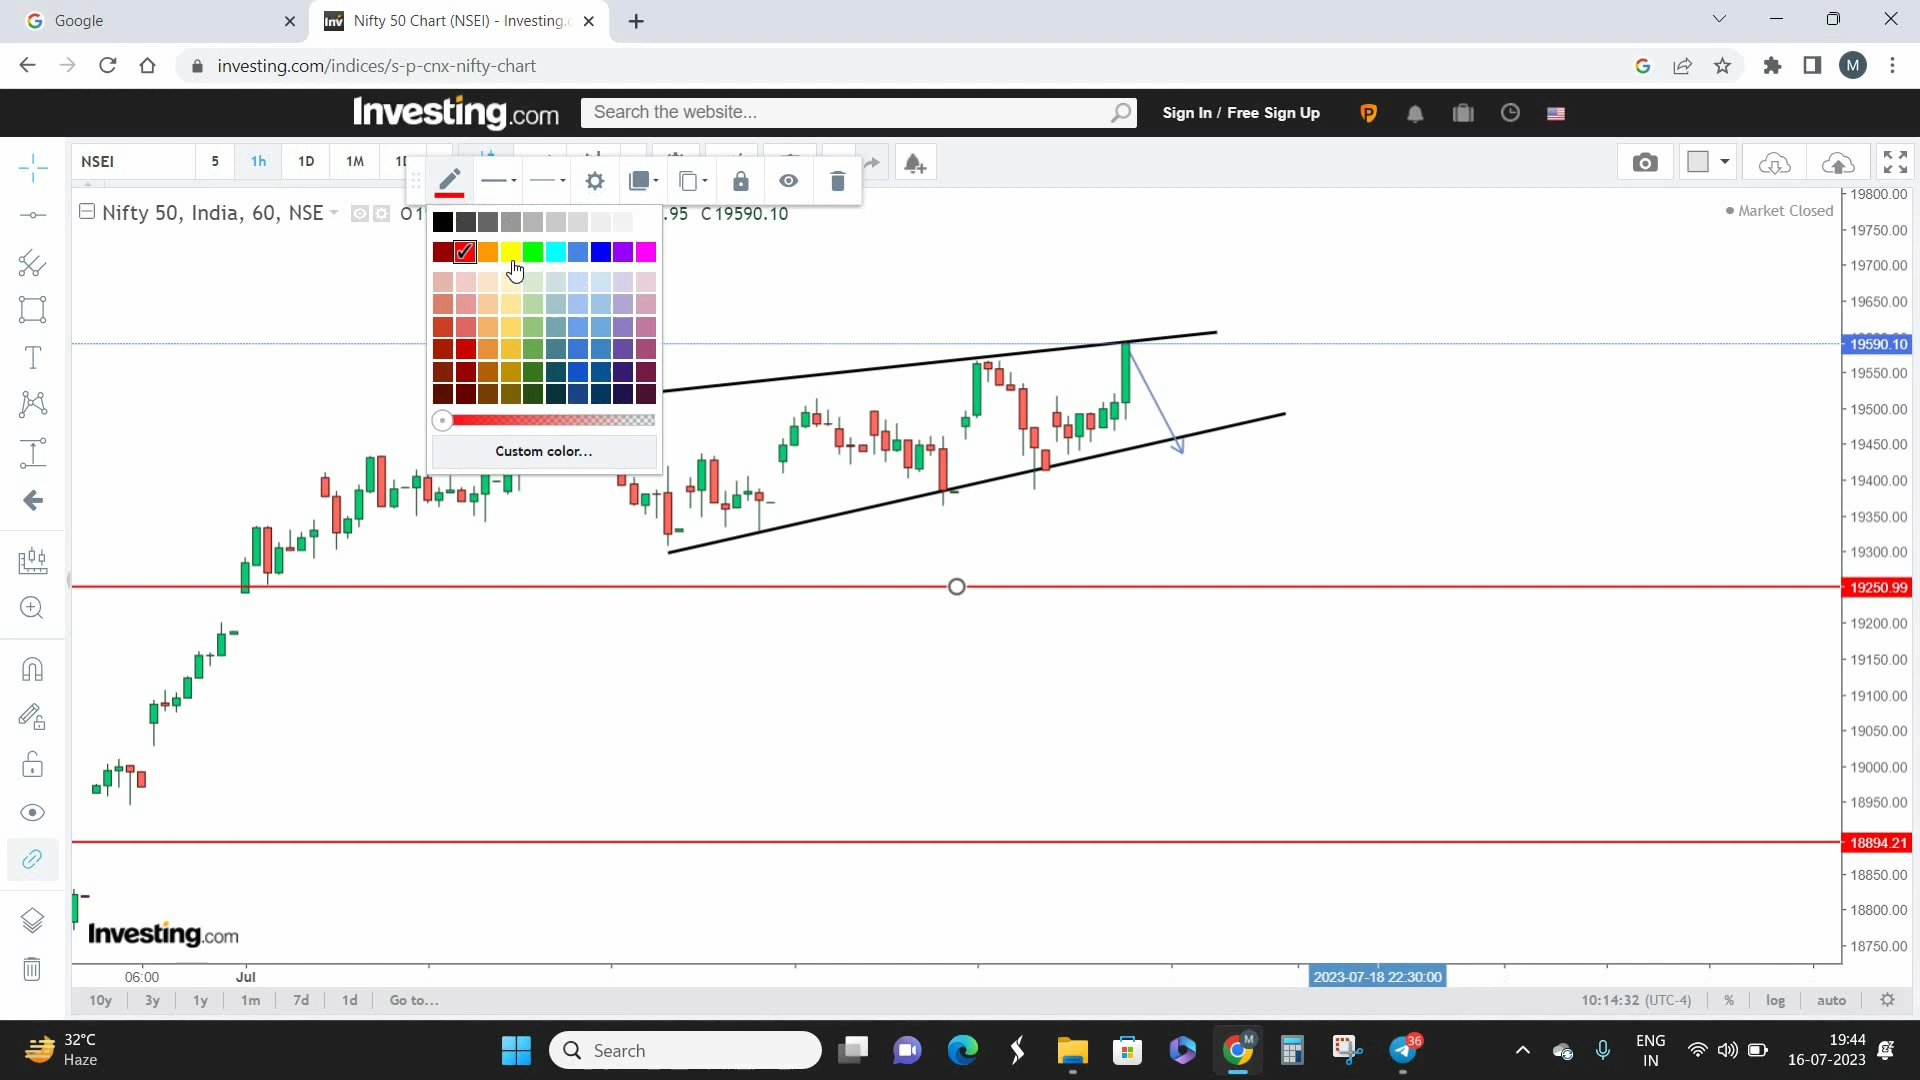 Google
Nifty 50 Chart (NSEI) - Investing.c
investing.com/indices/s-p-cnx-nifty-chart
M
Inv
Investing.com
Search the website...
Sign In / Free Sign Up
NSEI 5 1h 1D 1M
Nifty 50, India, 60, NSE
.95 C19590.10
Market Closed
Custom color...
19800.00
19750.00
19700.00
19650.00
19590.10
19550.00
19500.00
19450.00
19400.00
19350.00
19300.00
19250.99
19200.00
19150.00
19100.00
19050.00
19000.00
18950.00
18894.21
18850.00
18800.00
18750.00
Investing.com
06:00 Jul 2023-07-18 22:30:00
10y 3y 1y 1m 7d 1d Go to... 10:14:32 (UTC-4) % log auto
32°C
Haze
Search
M
36
ENG
IN
19:44
16-07-2023